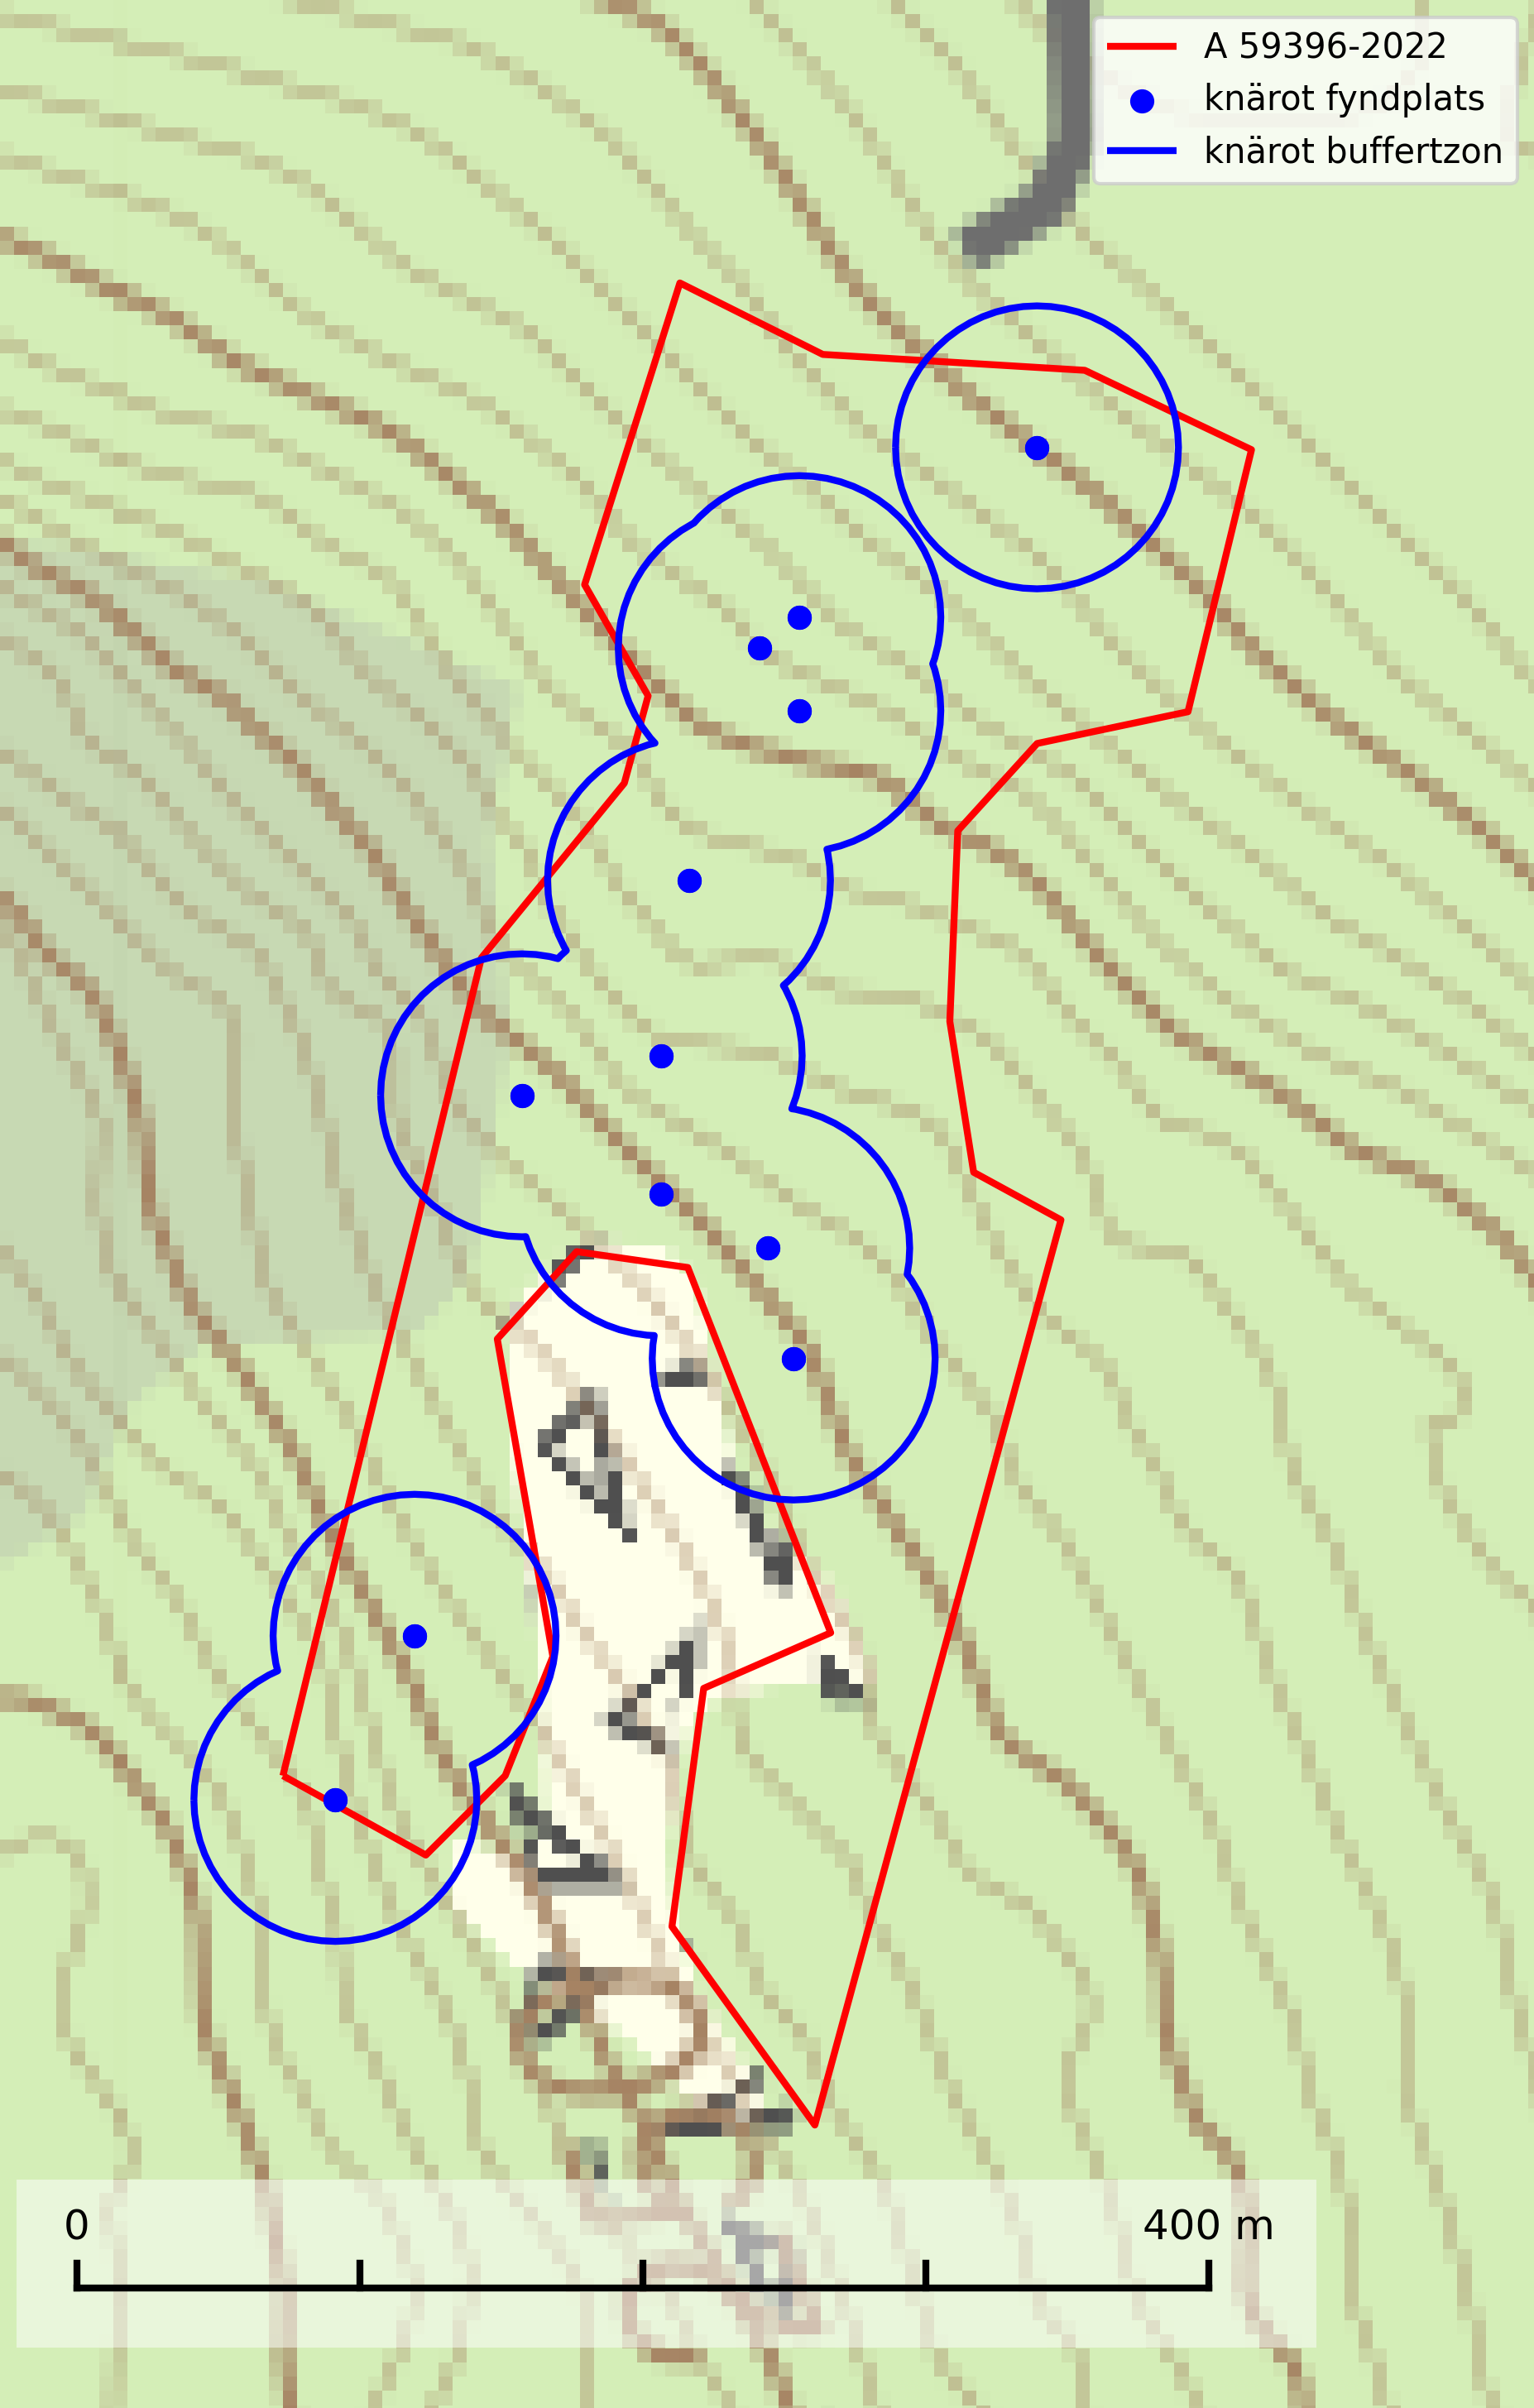 A 59396-2022
knärot fyndplats
knärot buffertzon
0 400 m